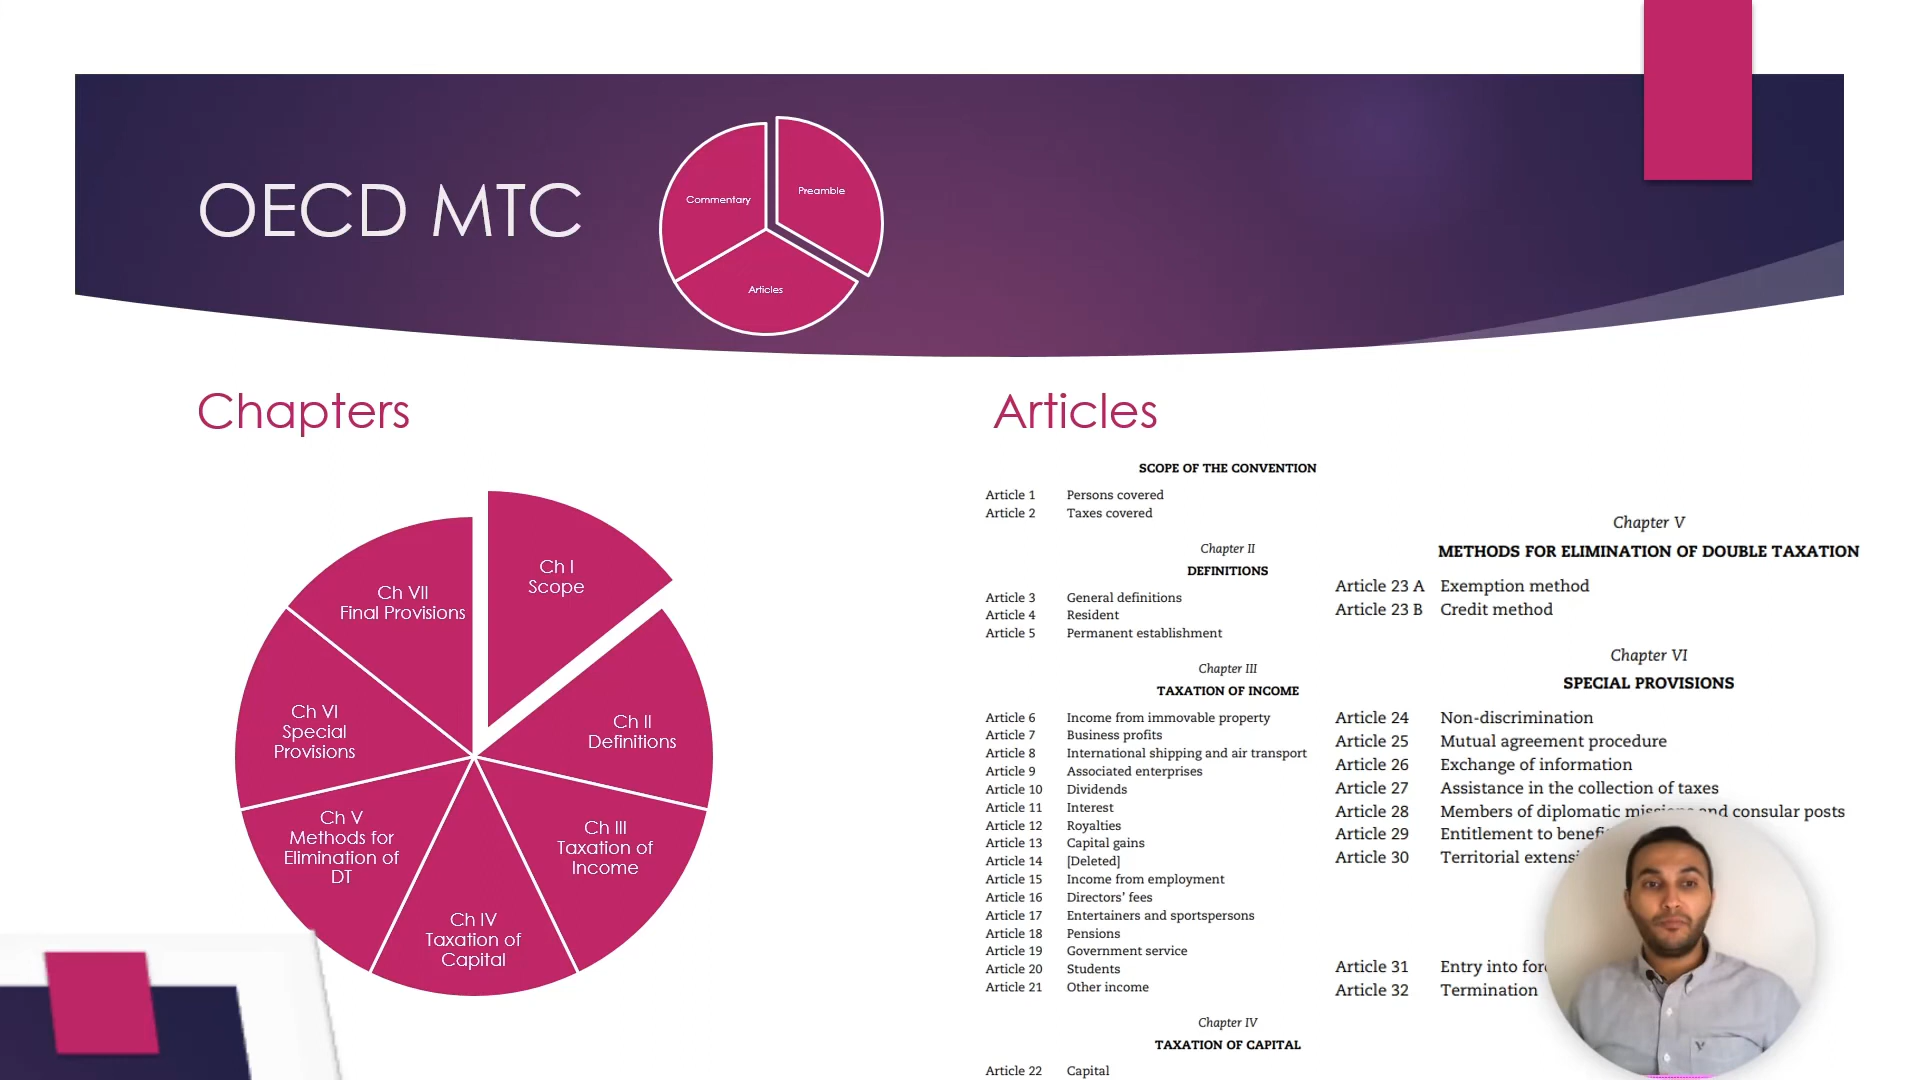 OECD MTC
Commentary
Preamble
Articles
Chapters
Ch I
Scope
Ch II
Definitions
Ch III
Taxation of
Income
Ch IV
Taxation of
Capital
Ch V
Methods for
Elimination of
DT
Ch VI
Special
Provisions
Ch VII
Final Provisions
Articles
SCOPE OF THE CONVENTION
Article 1 Persons covered
Article 2 Taxes covered
Chapter II
DEFINITIONS
Article 3 General definitions
Article 4 Resident
Article 5 Permanent establishment
Chapter III
TAXATION OF INCOME
Article 6 Income from immovable property
Article 7 Business profits
Article 8 International shipping and air transport
Article 9 Associated enterprises
Article 10 Dividends
Article 11 Interest
Article 12 Royalties
Article 13 Capital gains
Article 14 [Deleted]
Article 15 Income from employment
Article 16 Directors' fees
Article 17 Entertainers and sportspersons
Article 18 Pensions
Article 19 Government service
Article 20 Students
Article 21 Other income
Chapter IV
TAXATION OF CAPITAL
Article 22 Capital
Chapter V
METHODS FOR ELIMINATION OF DOUBLE TAXATION
Article 23 A Exemption method
Article 23 B Credit method
Chapter VI
SPECIAL PROVISIONS
Article 24 Non-discrimination
Article 25 Mutual agreement procedure
Article 26 Exchange of information
Article 27 Assistance in the collection of taxes
Article 28 Members of diplomatic missions and consular posts
Article 29 Entitlement to
Article 30 Territorial
Article 31 Entry into
Article 32 Termination